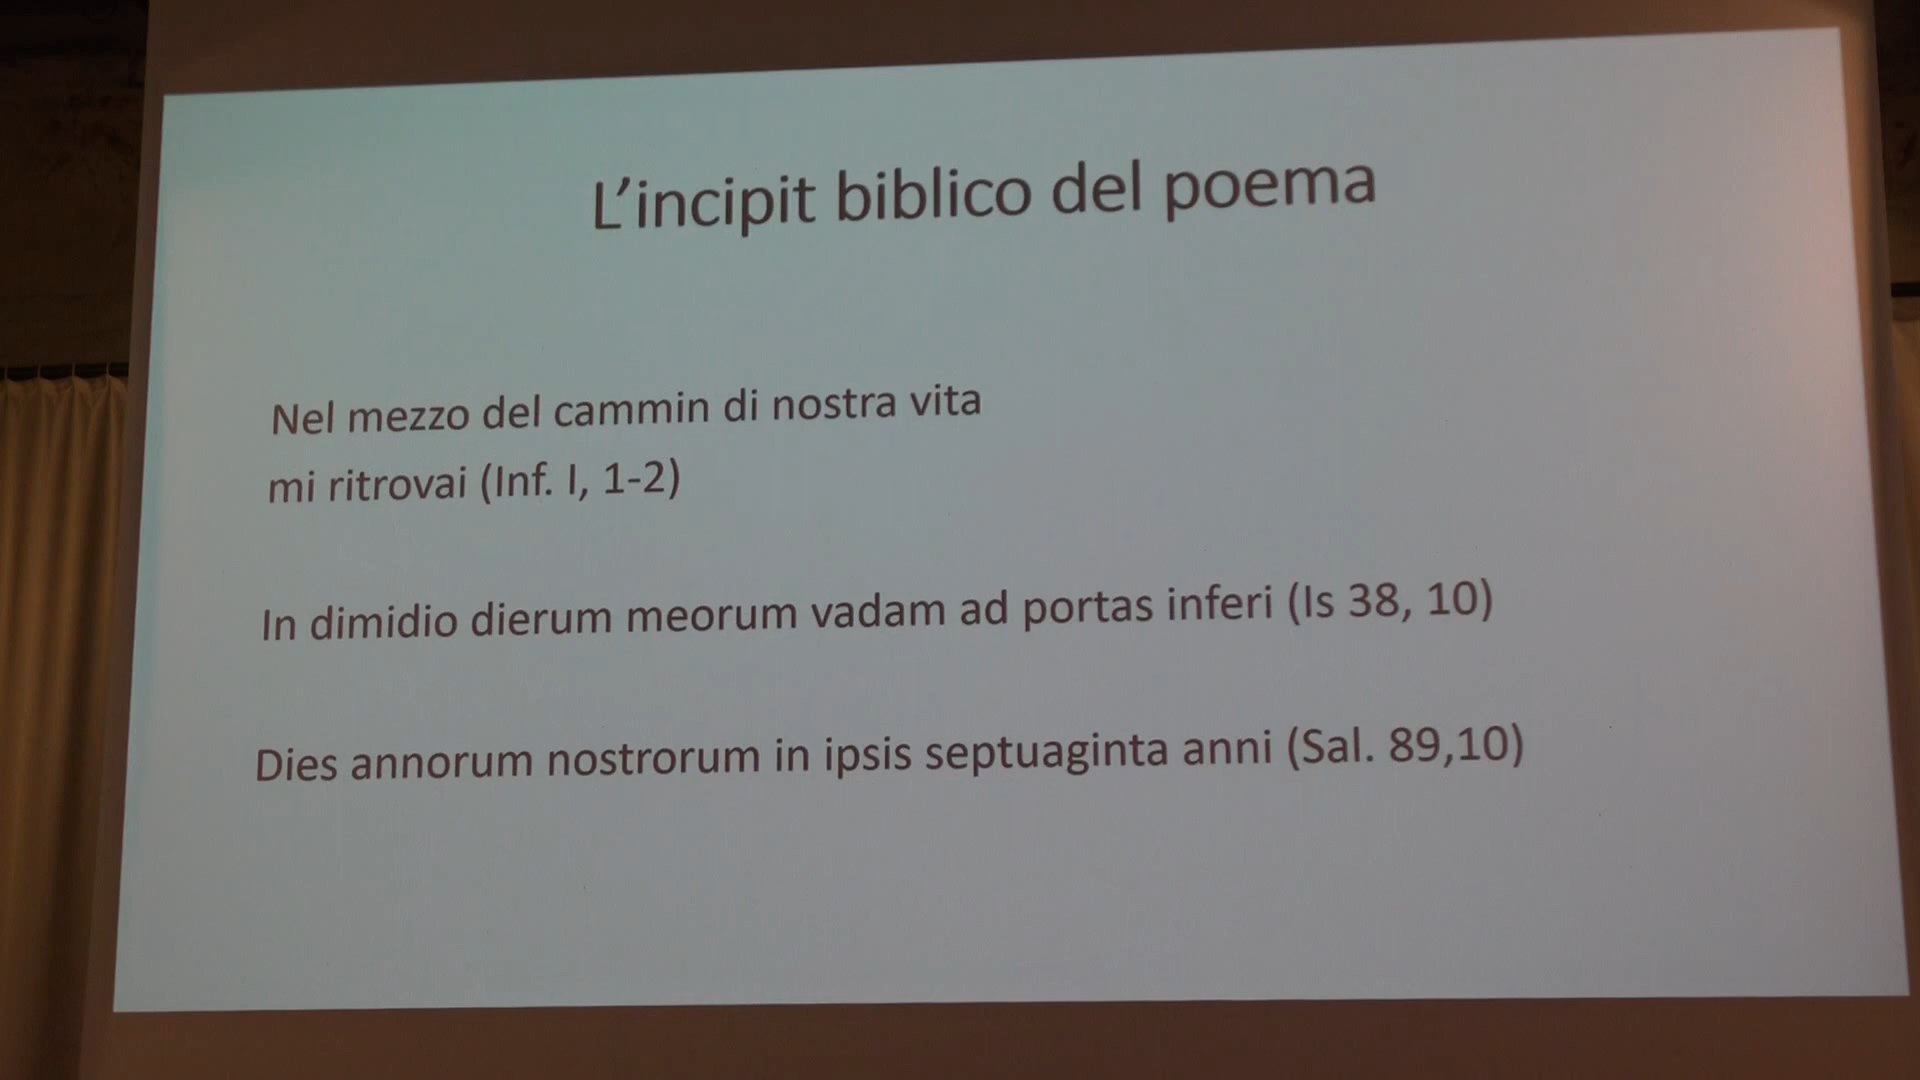 L'incipit biblico del poema
Nel mezzo del cammin di nostra vita
mi ritrovai (Inf. I, 1-2)
In dimidio dierum meorum vadam ad portas inferi (Is 38, 10)
Dies annorum nostrorum in ipsis septuaginta anni (Sal. 89,10)